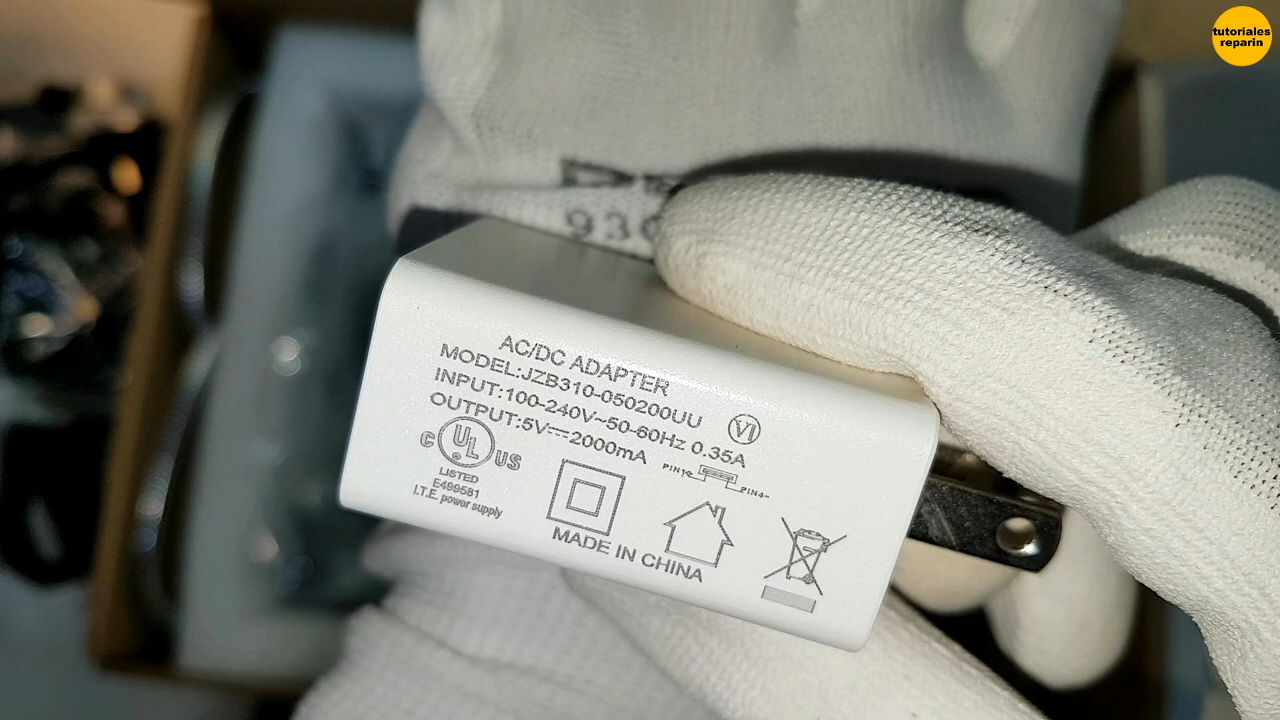 tutoriales
reparin
930
AC/DC ADAPTER
MODEL:JZB310-050200UU
INPUT:100-240V~50-60Hz 0.35A
VI
OUTPUT:5V⎓2000mA
PIN1+
PIN4-
C UL US
LISTED
E499581
I.T.E. power supply
MADE IN CHINA